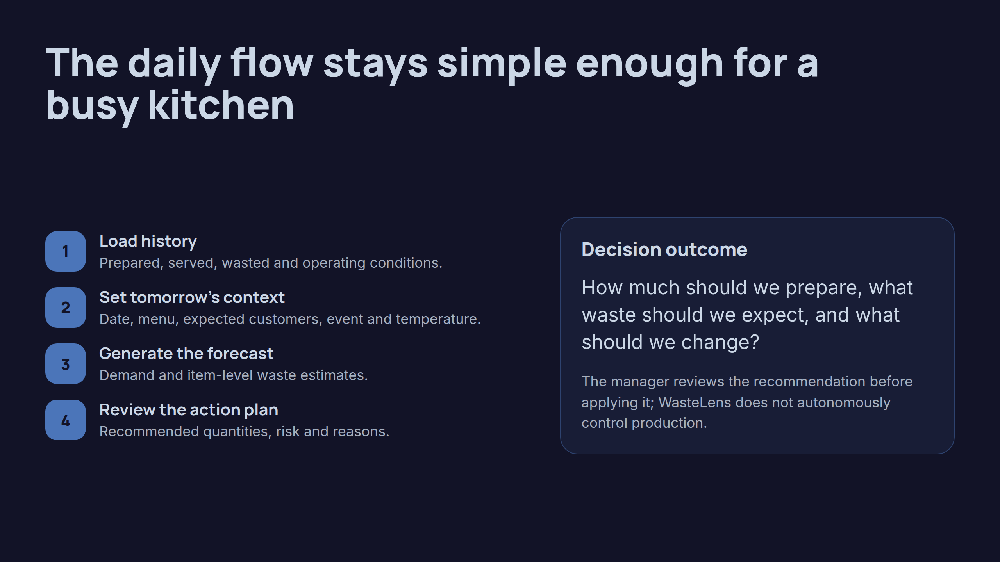 The daily flow stays simple enough for a
busy kitchen
1
Load history
Prepared, served, wasted and operating conditions.
2
Set tomorrow’s context
Date, menu, expected customers, event and temperature.
3
Generate the forecast
Demand and item-level waste estimates.
4
Review the action plan
Recommended quantities, risk and reasons.
Decision outcome
How much should we prepare, what
waste should we expect, and what
should we change?
The manager reviews the recommendation before
applying it; WasteLens does not autonomously
control production.